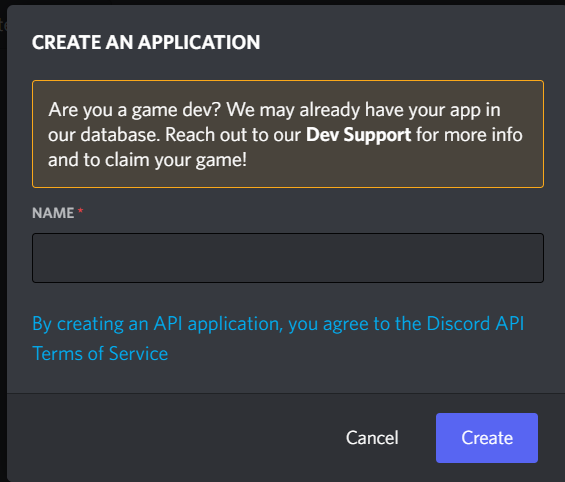 CREATE AN APPLICATION
Are you a game dev? We may already have your app in
our database. Reach out to our Dev Support for more info
and to claim your game!
NAME *
By creating an API application, you agree to the Discord API
Terms of Service
Cancel
Create